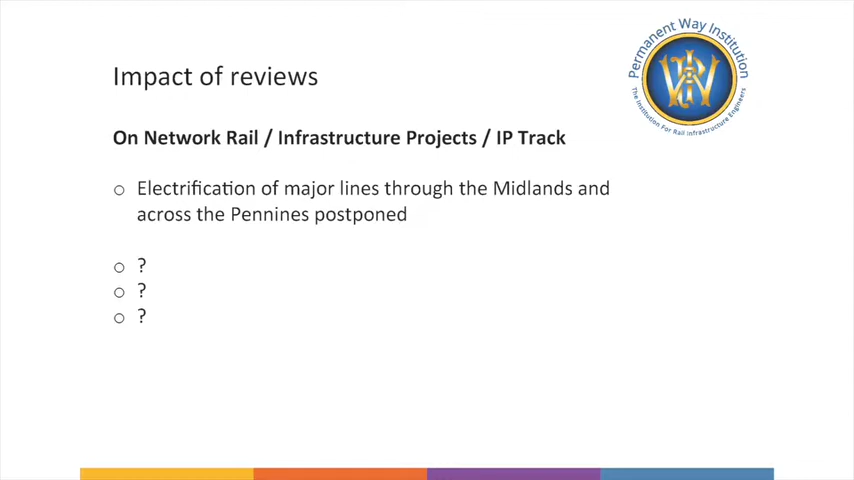 Impact of reviews
Permanent Way Institution
The Institution For Rail Infrastructure Engineers
On Network Rail / Infrastructure Projects / IP Track
○ Electrification of major lines through the Midlands and
across the Pennines postponed
○ ?
○ ?
○ ?